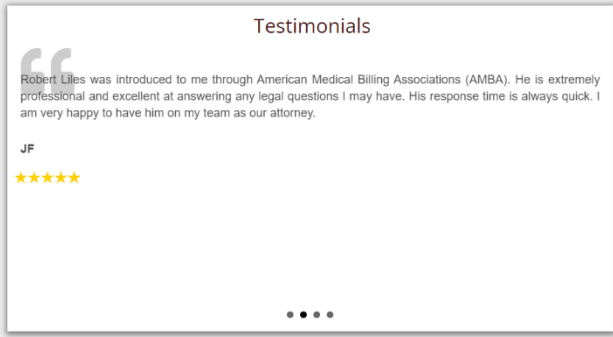 Testimonials
Robert Liles was introduced to me through American Medical Billing Associations (AMBA). He is extremely
professional and excellent at answering any legal questions I may have. His response time is always quick. I
am very happy to have him on my team as our attorney.
JF